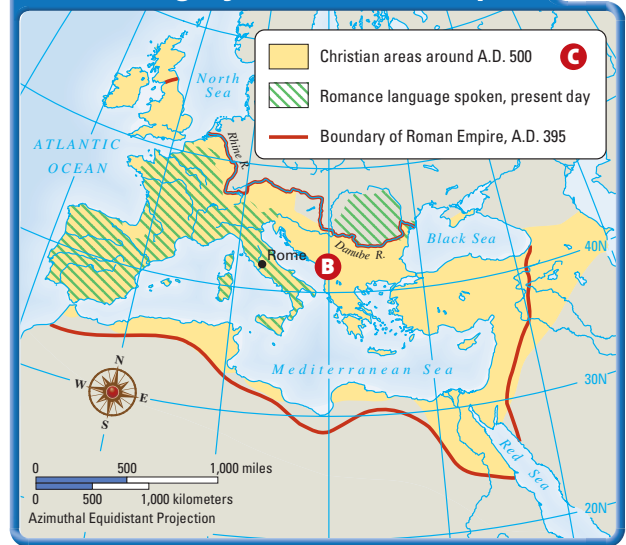 Christian areas around A.D. 500
C
Romance language spoken, present day
Boundary of Roman Empire, A.D. 395
North
Sea
ATLANTIC
OCEAN
Rhine R.
Black Sea
Danube R.
40N
Rome
B
Mediterranean Sea
30N
N
W
E
S
Red Sea
0 500 1,000 miles
0 500 1,000 kilometers
20N
Azimuthal Equidistant Projection